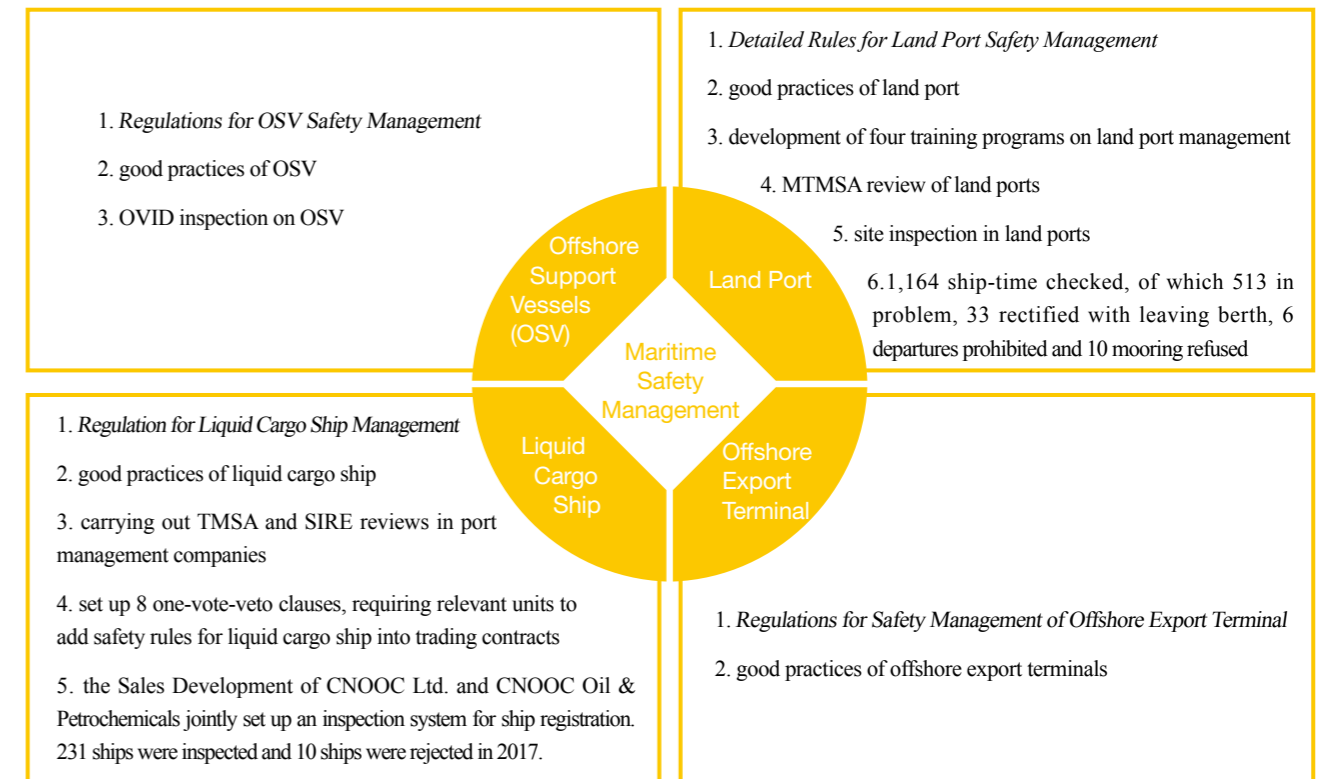 1. Regulations for OSV Safety Management
2. good practices of OSV
3. OVID inspection on OSV
1. Detailed Rules for Land Port Safety Management
2. good practices of land port
3. development of four training programs on land port management
4. MTMSA review of land ports
5. site inspection in land ports
6.1,164 ship-time checked, of which 513 in
problem, 33 rectified with leaving berth, 6
departures prohibited and 10 mooring refused
Offshore
Support
Vessels
(OSV)
Land Port
Maritime
Safety
Management
Liquid
Cargo
Ship
Offshore
Export
Terminal
1. Regulation for Liquid Cargo Ship Management
2. good practices of liquid cargo ship
3. carrying out TMSA and SIRE reviews in port
management companies
4. set up 8 one-vote-veto clauses, requiring relevant units to
add safety rules for liquid cargo ship into trading contracts
5. the Sales Development of CNOOC Ltd. and CNOOC Oil &
Petrochemicals jointly set up an inspection system for ship registration.
231 ships were inspected and 10 ships were rejected in 2017.
1. Regulations for Safety Management of Offshore Export Terminal
2. good practices of offshore export terminals